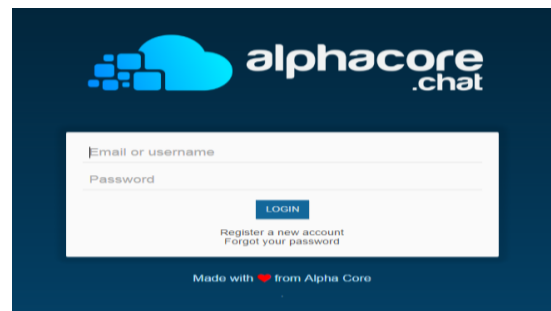 alphacore
.chat
Email or username
Password
LOGIN
Register a new account
Forgot your password
Made with ❤ from Alpha Core